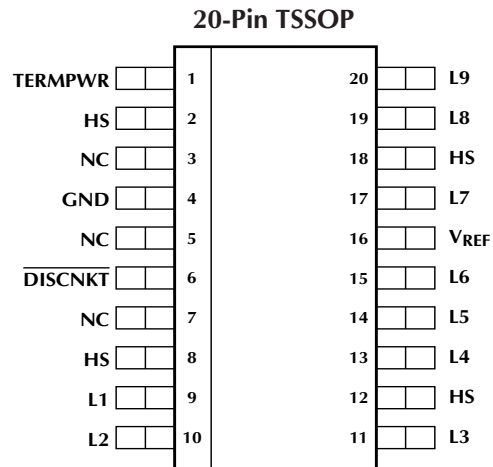 20-Pin TSSOP
TERMPWR 1 20 L9
HS 2 19 L8
NC 3 18 HS
GND 4 17 L7
NC 5 16 VREF
DISCNKT 6 15 L6
NC 7 14 L5
HS 8 13 L4
L1 9 12 HS
L2 10 11 L3